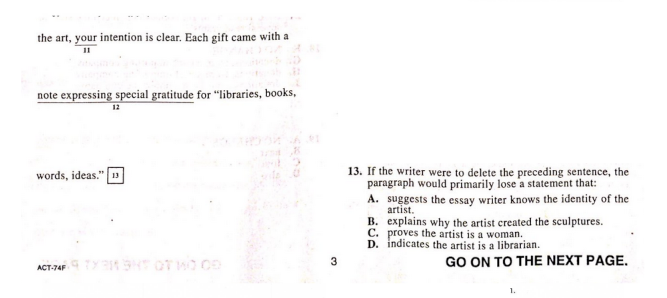 the art, your intention is clear. Each gift came with a
11
note expressing special gratitude for “libraries, books,
12
words, ideas.” 13
13. If the writer were to delete the preceding sentence, the
paragraph would primarily lose a statement that:
A. suggests the essay writer knows the identity of the
artist.
B. explains why the artist created the sculptures.
C. proves the artist is a woman.
D. indicates the artist is a librarian.
ACT-74F
3
GO ON TO THE NEXT PAGE.
1.